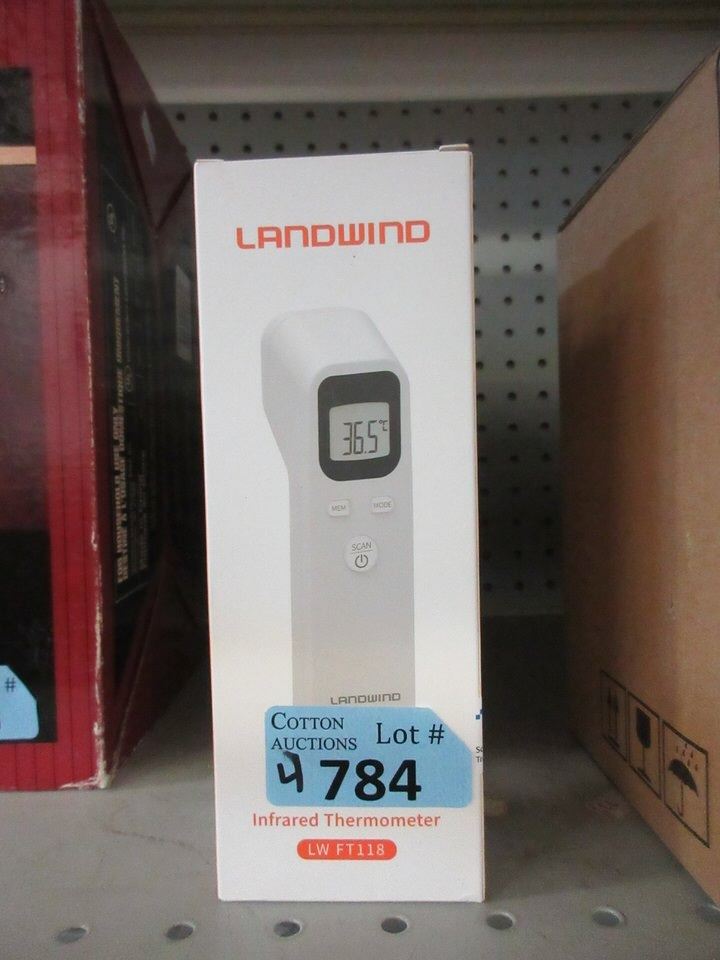 LANDWIND
36.5℃
MEM
MODE
SCAN
LANDWIND
COTTON
AUCTIONS
Lot #
4784
Infrared Thermometer
LW FT118
#